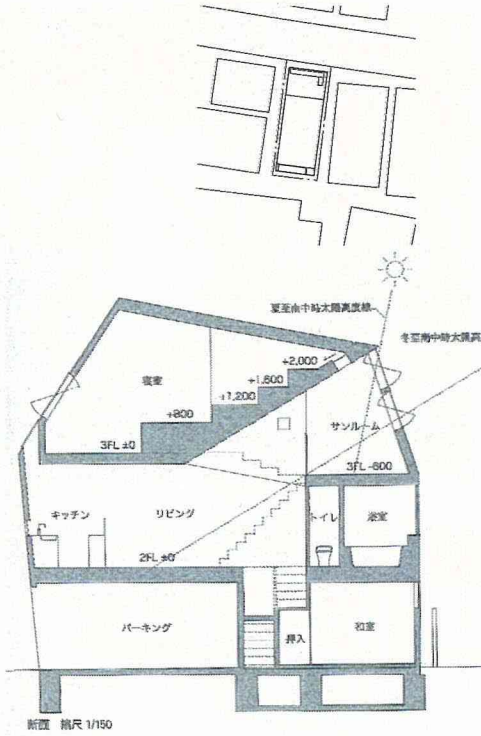 夏至南中時太陽高度線
冬至南中時太陽高
+2,000
+1,600
+1,200
+800
寝室
サンルーム
3FL ±0
3FL -600
キッチン
リビング
トイレ
浴室
2FL ±0
パーキング
押入
和室
断面 縮尺 1/150